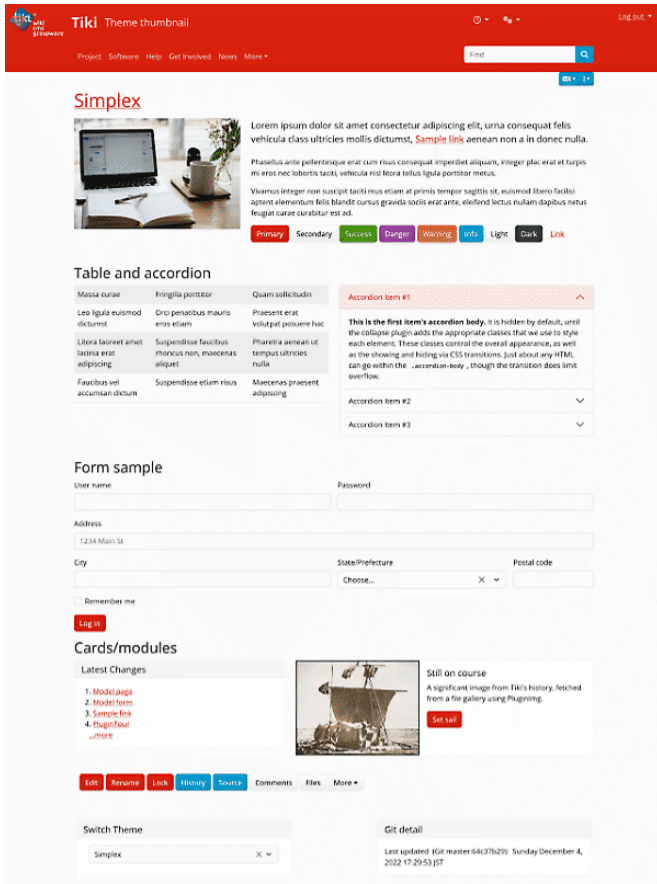 tiki
wiki
cms
groupware
Tiki Theme thumbnail
Log out
Project Software Help Get Involved News More
Find
Simplex
Lorem ipsum dolor sit amet consectetur adipiscing elit, urna consequat felis
vehicula class ultricies mollis dictumst, Sample link aenean non a in donec nulla.
Phasellus ante pellentesque erat cum risus consequat imperdiet aliquam, integer plac erat et turpis
mi eros nec lobortis taciti, vehicula nisl litora tellus ligula porttitor metus.
Vivamus integer non suscipit taciti mus etiam at primis tempor sagittis sit, euismod libero facilisi
aptent elementum felis blandit cursus gravida sociis erat ante, eleifend lectus nullam dapibus netus
feugiat curae curabitur est ad.
Primary Secondary Success Danger Warning Info Light Dark Link
Table and accordion
Massa curae Fringilla porttitor Quam sollicitudin
Leo ligula euismod dictumst Orci penatibus mauris eros etiam Praesent erat volutpat posuere hac
Litora laoreet amet lacinia erat adipiscing Suspendisse faucibus rhoncus non, maecenas aliquet Pharetra aenean ut tempus ultricies nulla
Faucibus vel accumsan dictum Suspendisse etiam risus Maecenas praesent adipiscing
Accordion Item #1
This is the first item's accordion body. It is hidden by default, until
the collapse plugin adds the appropriate classes that we use to style
each element. These classes control the overall appearance, as well
as the showing and hiding via CSS transitions. Just about any HTML
can go within the .accordion-body , though the transition does limit
overflow.
Accordion Item #2
Accordion Item #3
Form sample
User name Password
Address
1234 Main St
City State/Prefecture Postal code
Choose...
Remember me
Log in
Cards/modules
Latest Changes
1. Model page
2. Model form
3. Sample link
4. PluginTour
...more
Still on course
A significant image from Tiki's history, fetched
from a file gallery using PluginImg.
Set sail
Edit Rename Lock History Source Comments Files More
Switch Theme
Simplex
Git detail
Last updated (Git master:64c37b29): Sunday December 4,
2022 17:29:53 JST